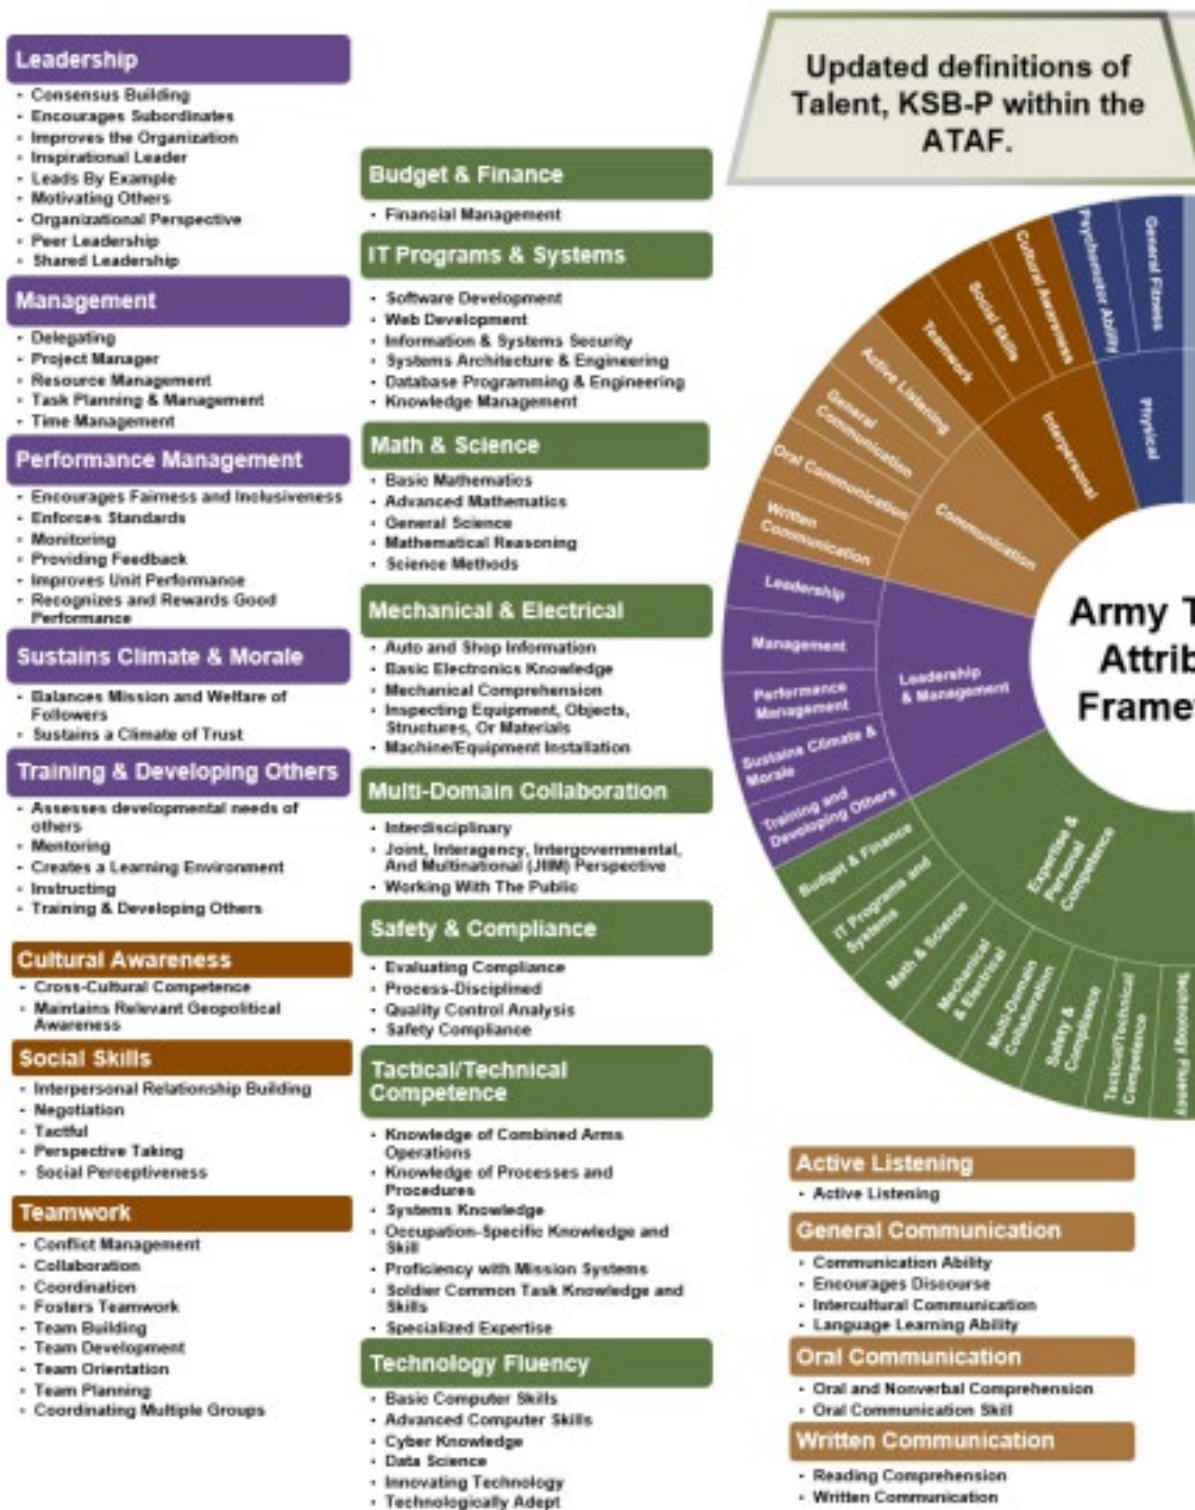 Leadership
• Consensus Building
• Encourages Subordinates
• Improves the Organization
• Inspirational Leader
• Leads By Example
• Motivating Others
• Organizational Perspective
• Peer Leadership
• Shared Leadership
Management
• Delegating
• Project Manager
• Resource Management
• Task Planning & Management
• Time Management
Performance Management
• Encourages Fairness and Inclusiveness
• Enforces Standards
• Monitoring
• Providing Feedback
• Improves Unit Performance
• Recognizes and Rewards Good
Performance
Sustains Climate & Morale
• Balances Mission and Welfare of
Followers
• Sustains a Climate of Trust
Training & Developing Others
• Assesses developmental needs of
others
• Mentoring
• Creates a Learning Environment
• Instructing
• Training & Developing Others
Cultural Awareness
• Cross-Cultural Competence
• Maintains Relevant Geopolitical
Awareness
Social Skills
• Interpersonal Relationship Building
• Negotiation
• Tactful
• Perspective Taking
• Social Perceptiveness
Teamwork
• Conflict Management
• Collaboration
• Coordination
• Fosters Teamwork
• Team Building
• Team Development
• Team Orientation
• Team Planning
• Coordinating Multiple Groups
Budget & Finance
• Financial Management
IT Programs & Systems
• Software Development
• Web Development
• Information & Systems Security
• Systems Architecture & Engineering
• Database Programming & Engineering
• Knowledge Management
Math & Science
• Basic Mathematics
• Advanced Mathematics
• General Science
• Mathematical Reasoning
• Science Methods
Mechanical & Electrical
• Auto and Shop Information
• Basic Electronics Knowledge
• Mechanical Comprehension
• Inspecting Equipment, Objects,
Structures, Or Materials
• Machine/Equipment Installation
Multi-Domain Collaboration
• Interdisciplinary
• Joint, Interagency, Intergovernmental,
And Multinational (JIIM) Perspective
• Working With The Public
Safety & Compliance
• Evaluating Compliance
• Process-Disciplined
• Quality Control Analysis
• Safety Compliance
Tactical/Technical
Competence
• Knowledge of Combined Arms
Operations
• Knowledge of Processes and
Procedures
• Systems Knowledge
• Occupation-Specific Knowledge and
Skill
• Proficiency with Mission Systems
• Soldier Common Task Knowledge and
Skills
• Specialized Expertise
Technology Fluency
• Basic Computer Skills
• Advanced Computer Skills
• Cyber Knowledge
• Data Science
• Innovating Technology
• Technologically Adept
Updated definitions of
Talent, KSB-P within the
ATAF.
General Fitness
Psychomotor Ability
Physical
Cultural Awareness
Social Skills
Teamwork
Interpersonal
Active Listening
General
Communication
Oral Communication
Written
Communication
Communication
Leadership
Management
Performance
Management
Sustains Climate &
Morale
Training and
Developing Others
Leadership
& Management
Budget & Finance
IT Programs and
Systems
Math & Science
Mechanical
& Electrical
Multi-Domain
Collaboration
Safety &
Compliance
Tactical/Technical
Competence
Technology Fluency
Expertise &
Personal
Competence
Army T
Attrib
Frame
Active Listening
• Active Listening
General Communication
• Communication Ability
• Encourages Discourse
• Intercultural Communication
• Language Learning Ability
Oral Communication
• Oral and Nonverbal Comprehension
• Oral Communication Skill
Written Communication
• Reading Comprehension
• Written Communication